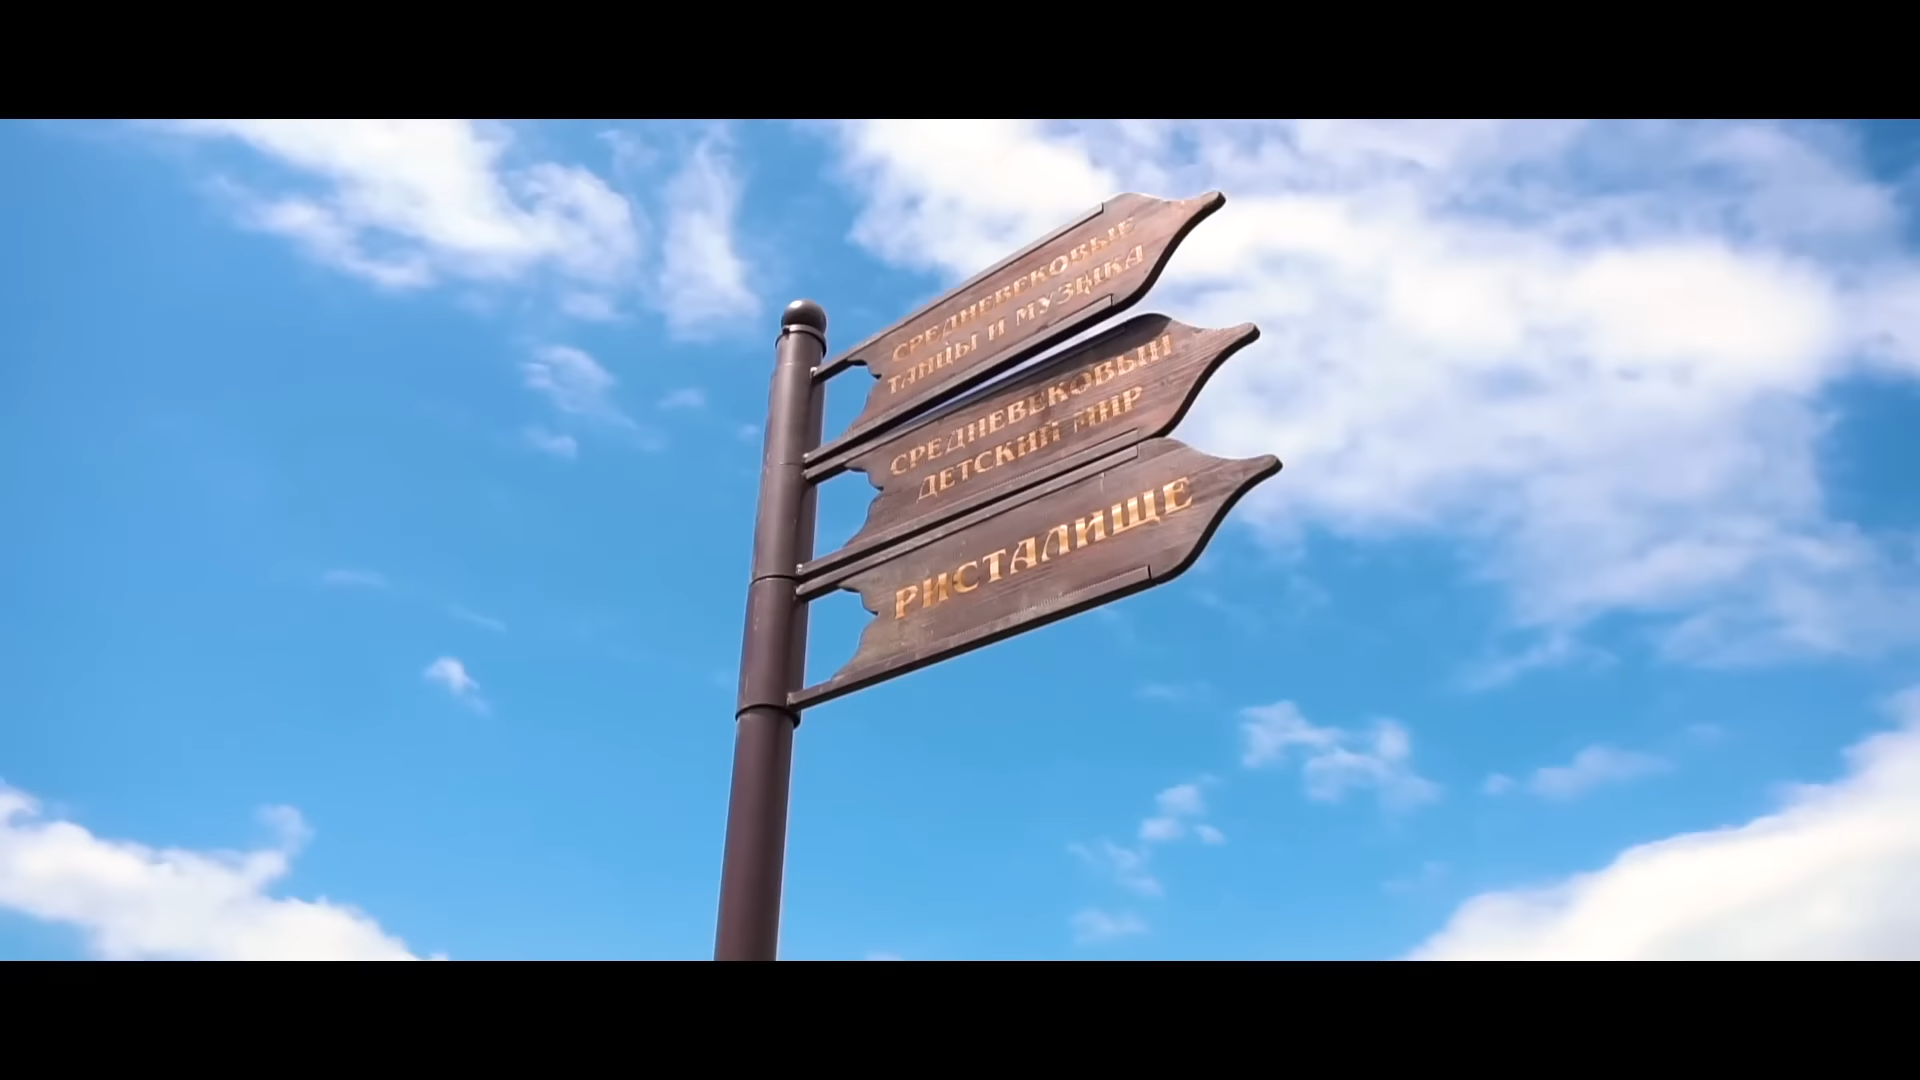 СРЕДНЕВЕКОВЫЕ
ТАНЦЫ И МУЗЫКА
СРЕДНЕВЕКОВЫЙ
ДЕТСКИЙ МИР
РИСТАЛИЩЕ